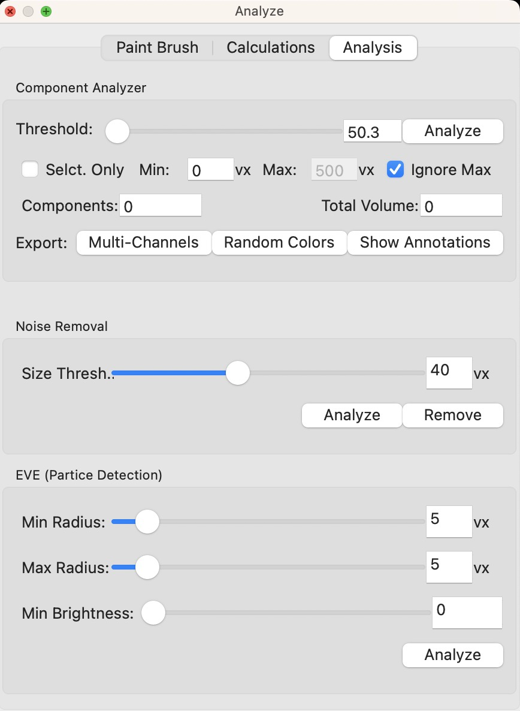 Analyze
Paint Brush Calculations Analysis
Component Analyzer
Threshold: 50.3 Analyze
Selct. Only Min: 0 vx Max: 500 vx Ignore Max
Components: 0 Total Volume: 0
Export: Multi-Channels Random Colors Show Annotations
Noise Removal
Size Thresh.: 40 vx
Analyze Remove
EVE (Partice Detection)
Min Radius: 5 vx
Max Radius: 5 vx
Min Brightness: 0
Analyze